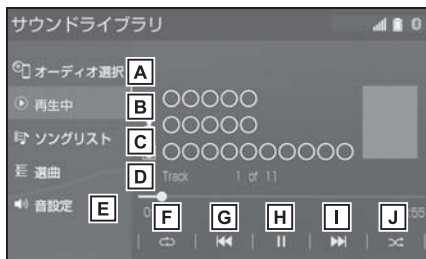 サウンドライブラリ
オーディオ選択 A
再生中 B
○○○○○
○○○○○
ソングリスト C
○○○○○○○○○○
選曲 D
Track 1 of 11
音設定 E
F G H I J